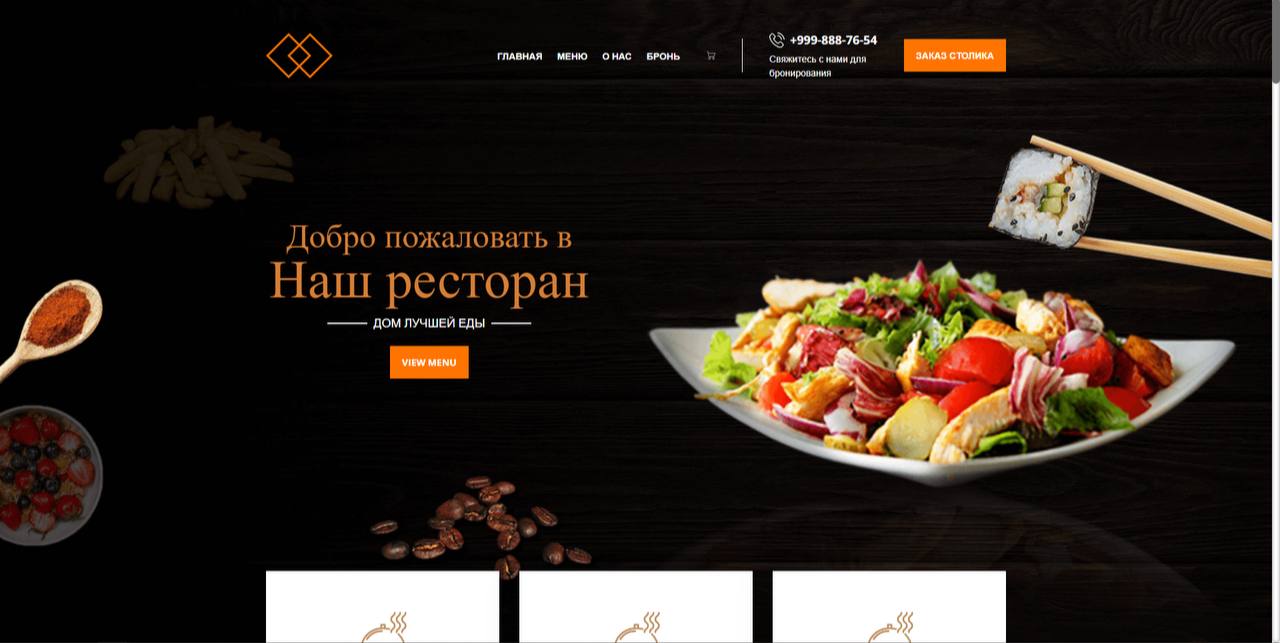 ГЛАВНАЯ МЕНЮ О НАС БРОНЬ
+999-888-76-54
Свяжитесь с нами для
бронирования
ЗАКАЗ СТОЛИКА
Добро пожаловать в
Наш ресторан
ДОМ ЛУЧШЕЙ ЕДЫ
VIEW MENU